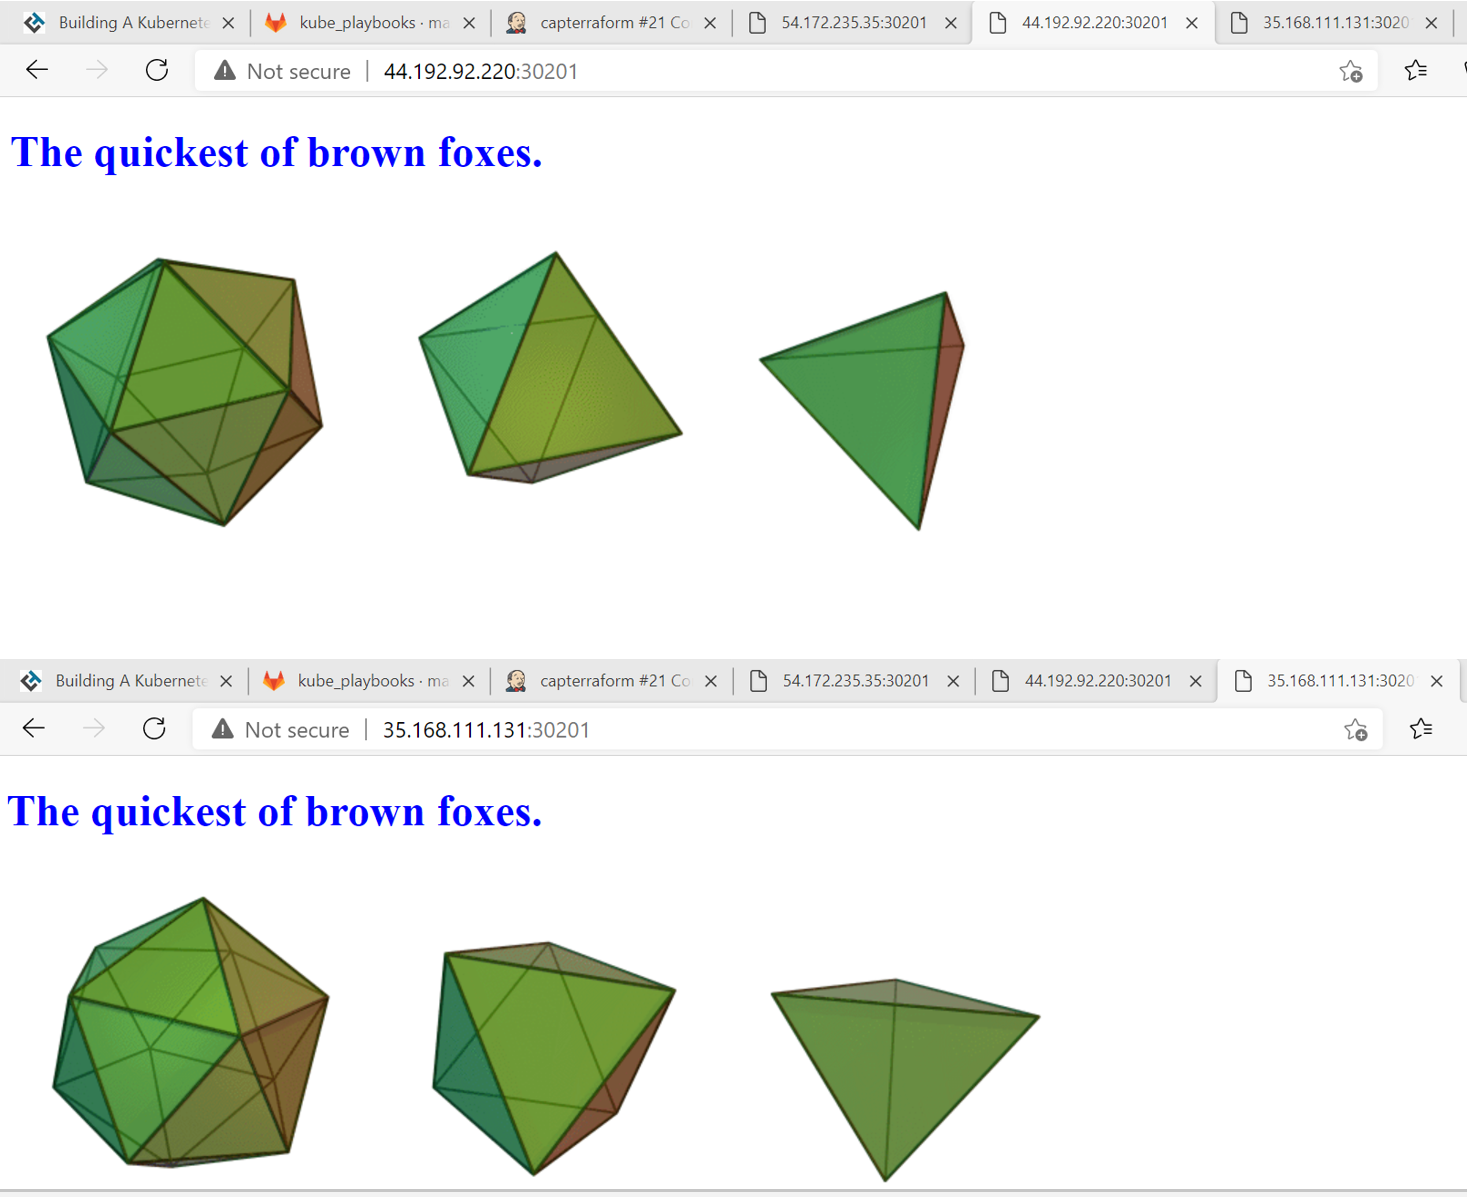 Building A Kubernete
kube_playbooks · ma
capterraform #21 Co
54.172.235.35:30201
44.192.92.220:30201
35.168.111.131:3020
Not secure | 44.192.92.220:30201
The quickest of brown foxes.
Building A Kubernete
kube_playbooks · ma
capterraform #21 Co
54.172.235.35:30201
44.192.92.220:30201
35.168.111.131:3020
Not secure | 35.168.111.131:30201
The quickest of brown foxes.